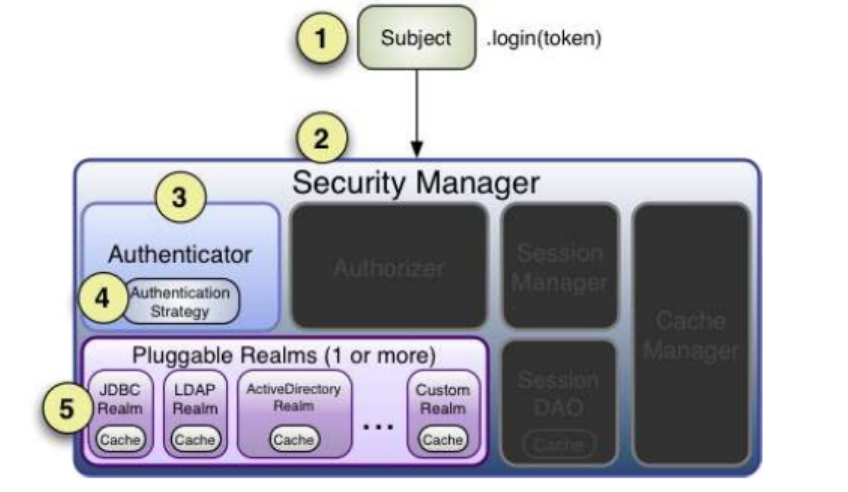 1
Subject .login(token)
2
Security Manager
3
Authenticator
4
Authentication
Strategy
Authorizer
Session
Manager
Cache
Manager
Pluggable Realms (1 or more)
5
JDBC
Realm
Cache
LDAP
Realm
Cache
ActiveDirectory
Realm
Cache
...
Custom
Realm
Cache
Session
DAO
Cache